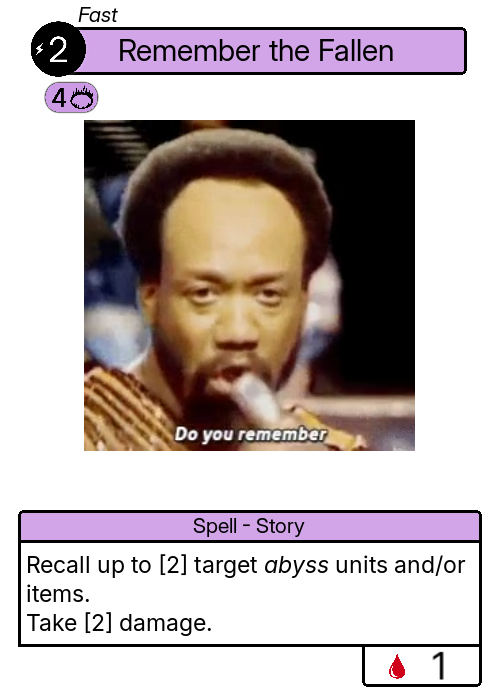 Fast
2
Remember the Fallen
4
Do you remember
Spell - Story
Recall up to [2] target abyss units and/or
items.
Take [2] damage.
1